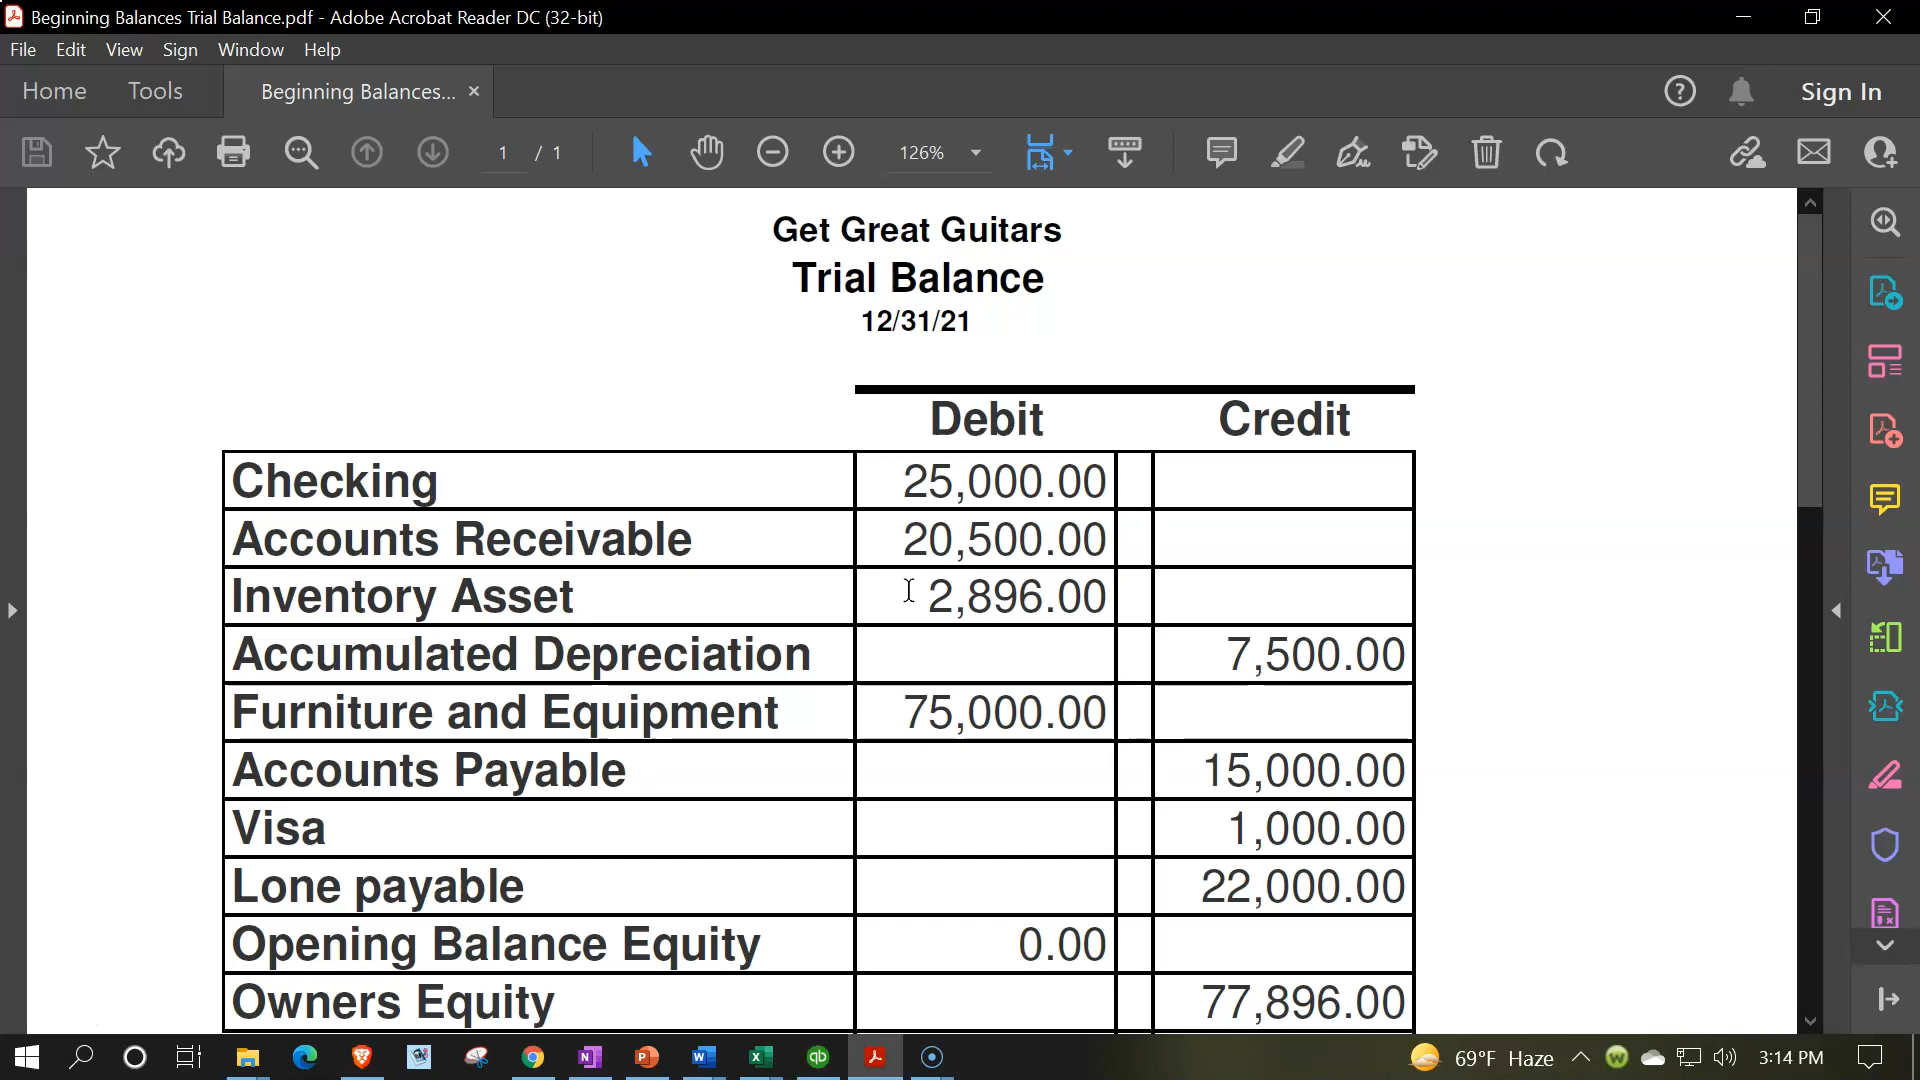 Beginning Balances Trial Balance.pdf - Adobe Acrobat Reader DC (32-bit)
File Edit View Sign Window Help
Home Tools Beginning Balances... × Sign In
1 / 1 126%
Get Great Guitars
Trial Balance
12/31/21
Debit Credit
Checking 25,000.00
Accounts Receivable 20,500.00
Inventory Asset 2,896.00
Accumulated Depreciation 7,500.00
Furniture and Equipment 75,000.00
Accounts Payable 15,000.00
Visa 1,000.00
Lone payable 22,000.00
Opening Balance Equity 0.00
Owners Equity 77,896.00
69°F Haze 3:14 PM